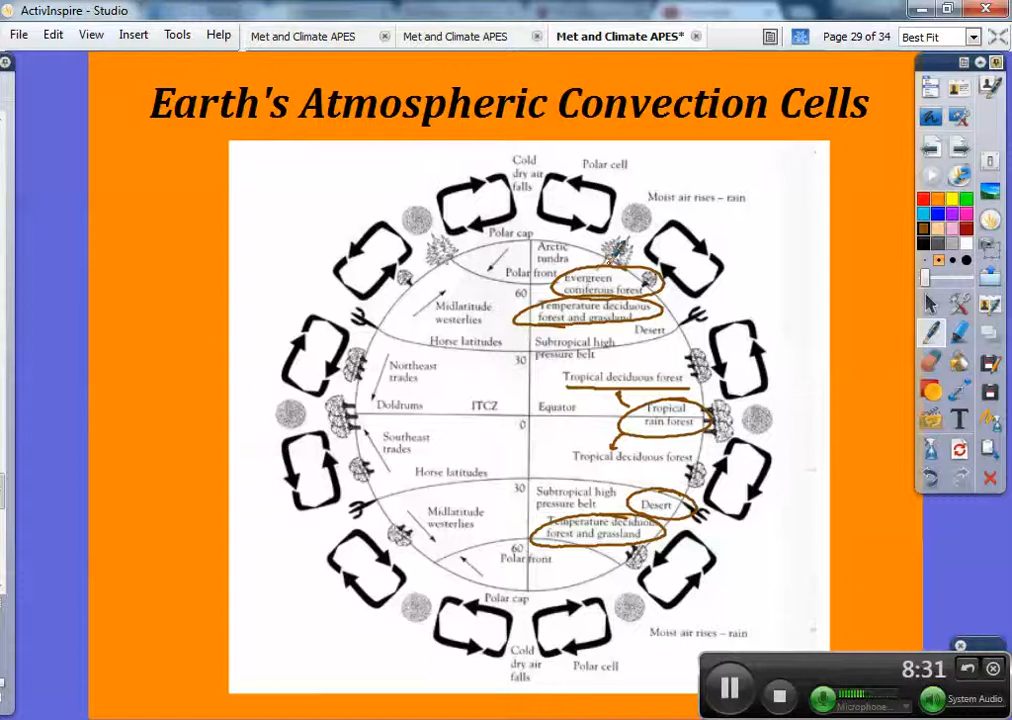 ActivInspire - Studio
File Edit View Insert Tools Help
Met and Climate APES
Met and Climate APES
Met and Climate APES*
Page 29 of 34
Best Fit
Earth's Atmospheric Convection Cells
Cold
dry air
falls
Polar cell
Moist air rises – rain
Polar cap
Arctic
tundra
Polar front
Evergreen
coniferous forest
60
Midlatitude
westerlies
Temperature deciduous
forest and grassland
Desert
Horse latitudes
Subtropical high
pressure belt
30
Northeast
trades
Tropical deciduous forest
Doldrums
ITCZ
Equator
Tropical
rain forest
0
Southeast
trades
Tropical deciduous forest
Horse latitudes
30
Subtropical high
pressure belt
Desert
Midlatitude
westerlies
Temperature deciduous
forest and grassland
60
Polar front
Polar cap
Moist air rises – rain
Cold
dry air
falls
Polar cell
8:31
Microphone...
System Audio